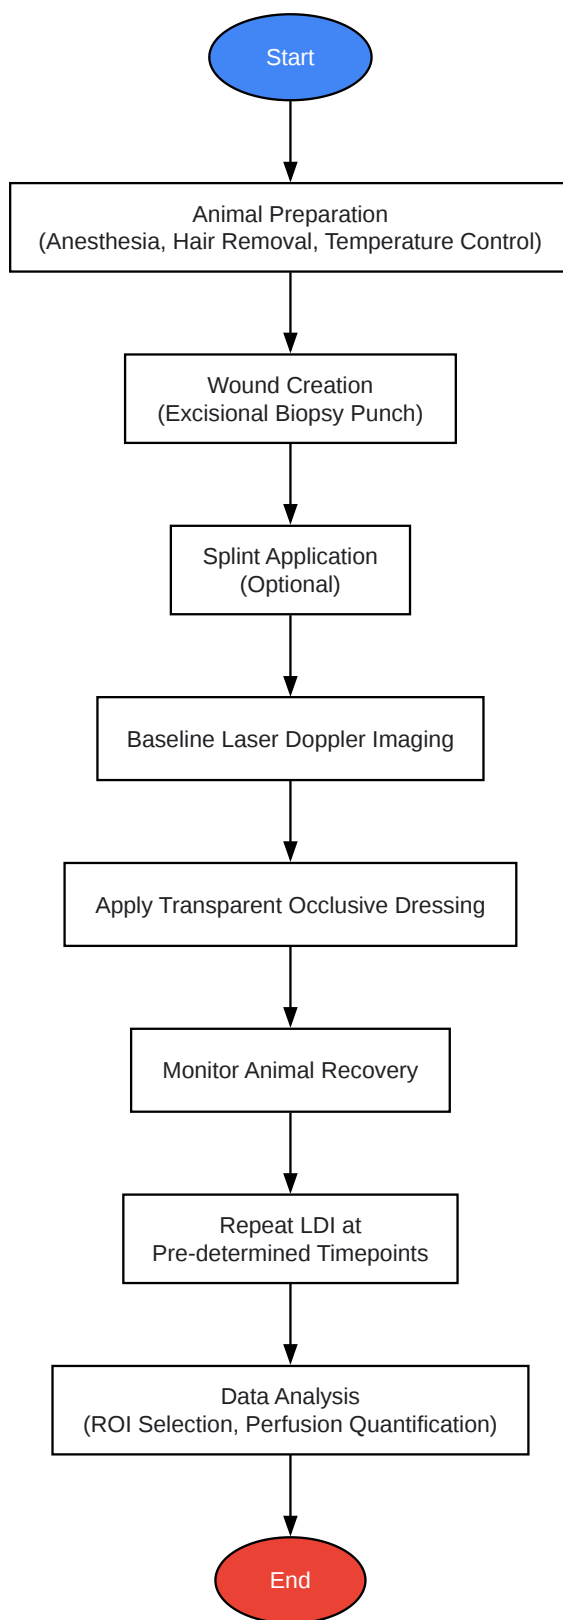 Start
Animal Preparation
(Anesthesia, Hair Removal, Temperature Control)
Wound Creation
(Excisional Biopsy Punch)
Splint Application
(Optional)
Baseline Laser Doppler Imaging
Apply Transparent Occlusive Dressing
Monitor Animal Recovery
Repeat LDI at
Pre-determined Timepoints
Data Analysis
(ROI Selection, Perfusion Quantification)
End